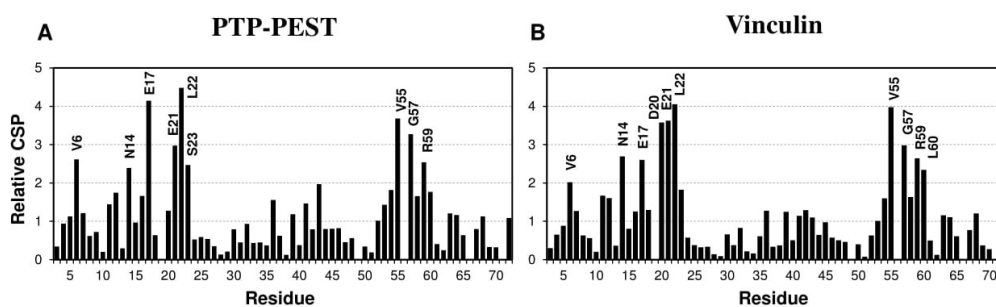 A PTP-PEST
B Vinculin
Relative CSP
5
4
3
2
1
0
V6
N14
E17
E21
L22
S23
V55
G57
R59
5 10 15 20 25 30 35 40 45 50 55 60 65 70
Residue
5
4
3
2
1
0
V6
N14
E17
D20
E21
L22
V55
G57
R59
L60
5 10 15 20 25 30 35 40 45 50 55 60 65 70
Residue